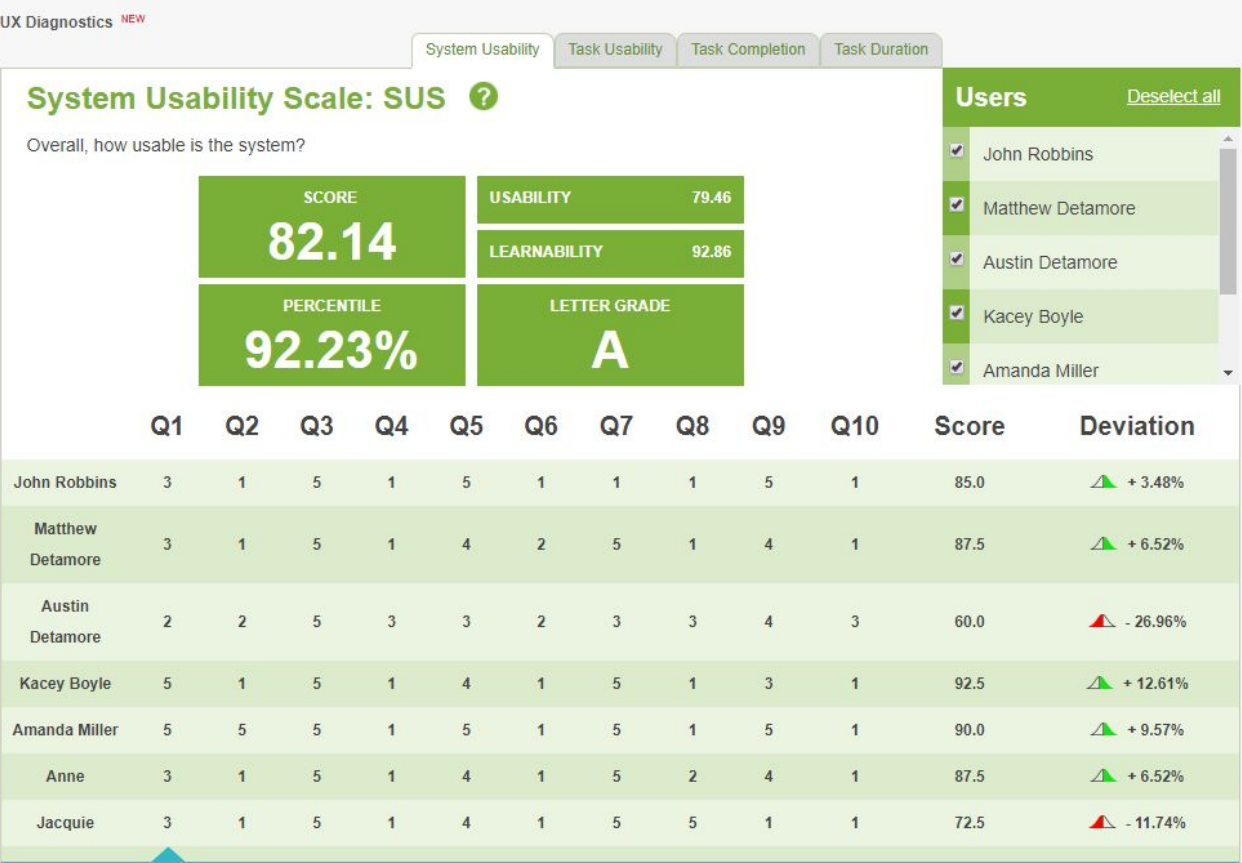 UX Diagnostics NEW
System Usability Task Usability Task Completion Task Duration
System Usability Scale: SUS ?
Overall, how usable is the system?
SCORE
82.14
USABILITY 79.46
LEARNABILITY 92.86
PERCENTILE
92.23%
LETTER GRADE
A
Users Deselect all
John Robbins
Matthew Detamore
Austin Detamore
Kacey Boyle
Amanda Miller
Q1 Q2 Q3 Q4 Q5 Q6 Q7 Q8 Q9 Q10 Score Deviation
John Robbins 3 1 5 1 5 1 1 1 5 1 85.0 + 3.48%
Matthew
Detamore 3 1 5 1 4 2 5 1 4 1 87.5 + 6.52%
Austin
Detamore 2 2 5 3 3 2 3 3 4 3 60.0 - 26.96%
Kacey Boyle 5 1 5 1 4 1 5 1 3 1 92.5 + 12.61%
Amanda Miller 5 5 5 1 5 1 5 1 5 1 90.0 + 9.57%
Anne 3 1 5 1 4 1 5 2 4 1 87.5 + 6.52%
Jacquie 3 1 5 1 4 1 5 5 1 1 72.5 - 11.74%